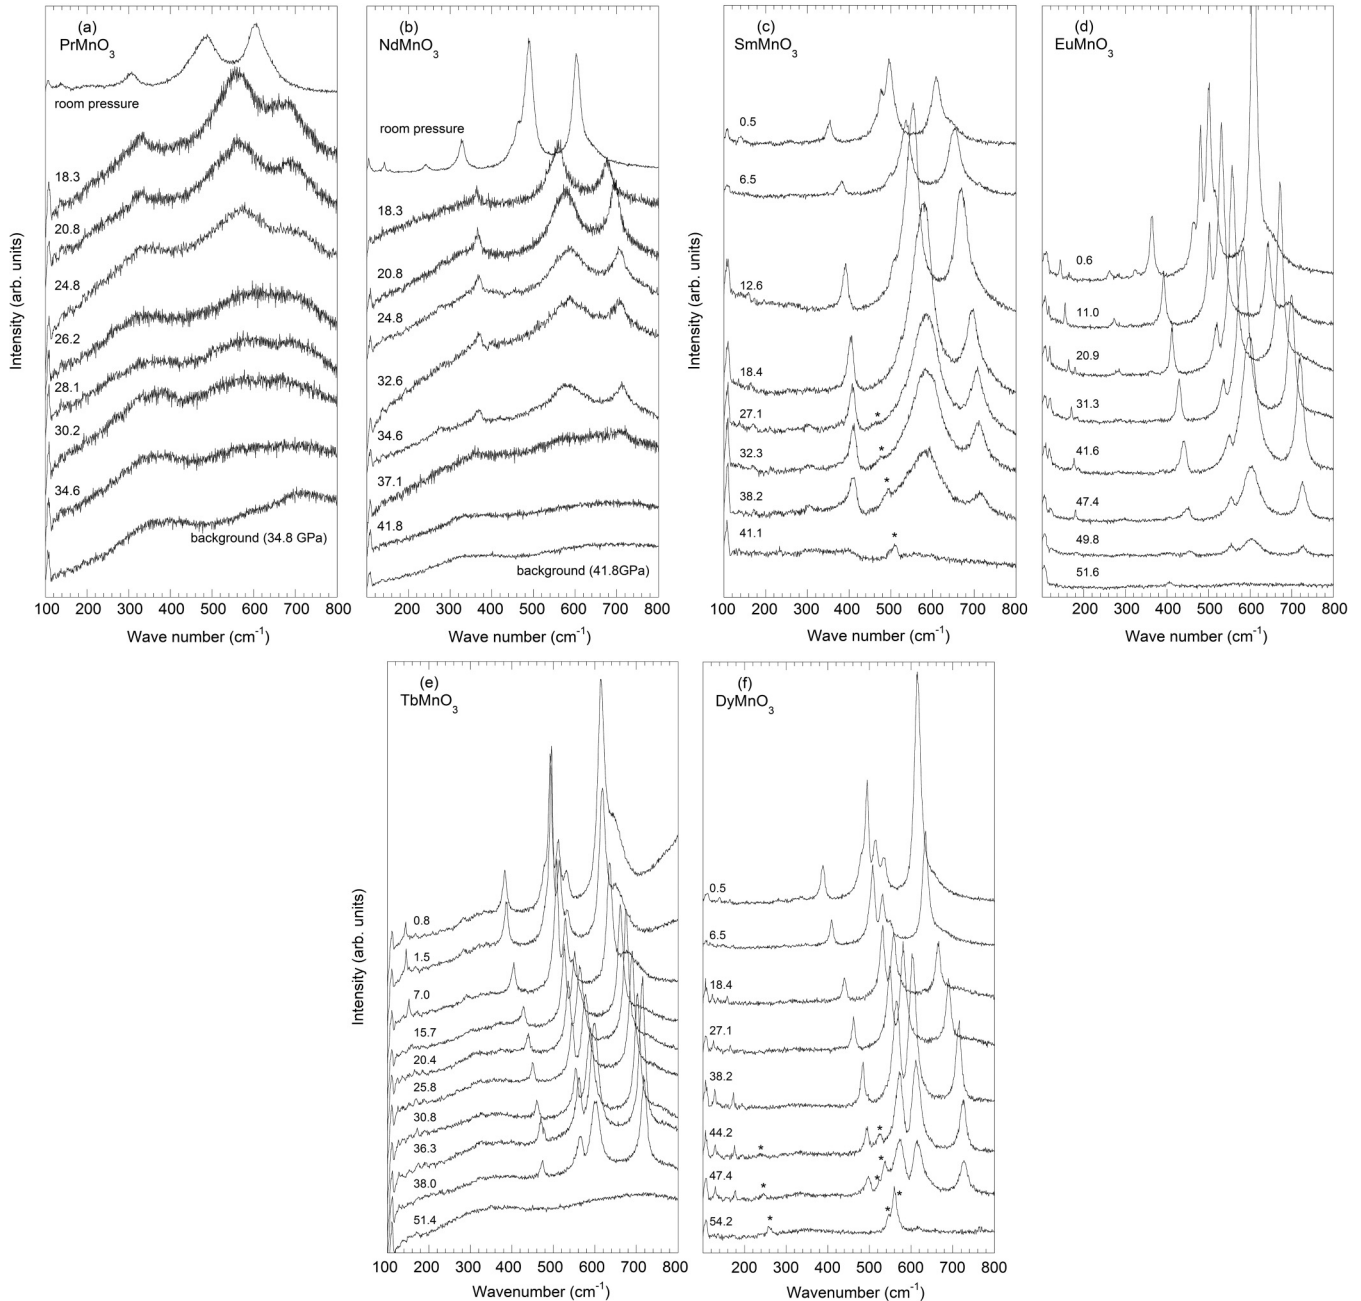 (a)
PrMnO3
room pressure
18.3
20.8
24.8
26.2
28.1
30.2
34.6
background (34.8 GPa)
100 200 300 400 500 600 700 800
Wave number (cm-1)
Intensity (arb. units)
(b)
NdMnO3
room pressure
18.3
20.8
24.8
32.6
34.6
37.1
41.8
background (41.8GPa)
200 300 400 500 600 700 800
Wave number (cm-1)
Intensity (arb. units)
(c)
SmMnO3
0.5
6.5
12.6
18.4
27.1
*
32.3
*
38.2
*
41.1
*
100 200 300 400 500 600 700 800
Wave number (cm-1)
(d)
EuMnO3
0.6
11.0
20.9
31.3
41.6
47.4
49.8
51.6
200 300 400 500 600 700 800
Wave number (cm-1)
(e)
TbMnO3
0.8
1.5
7.0
15.7
20.4
25.8
30.8
36.3
38.0
51.4
100 200 300 400 500 600 700 800
Wavenumber (cm-1)
Intensity (arb. units)
(f)
DyMnO3
0.5
6.5
18.4
27.1
38.2
44.2
* *
47.4
* * *
54.2
* * *
200 300 400 500 600 700 800
Wavenumber (cm-1)
Intensity (arb. units)